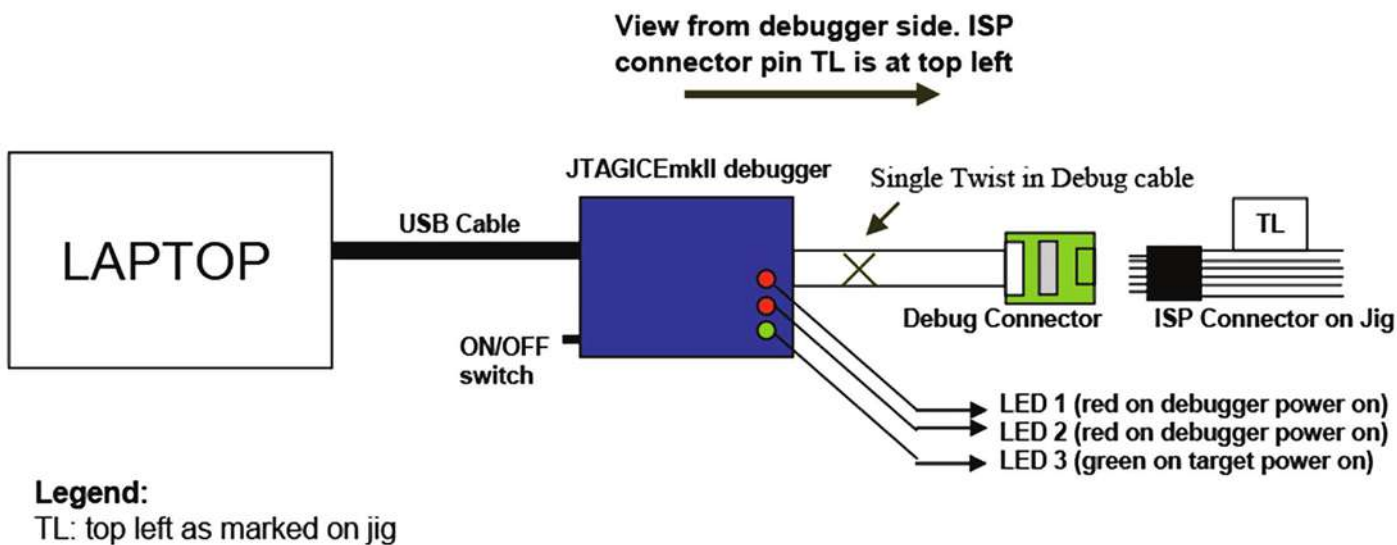 View from debugger side. ISP
connector pin TL is at top left
JTAGICEmkII debugger
Single Twist in Debug cable
USB Cable
TL
LAPTOP
Debug Connector
ISP Connector on Jig
ON/OFF
switch
LED 1 (red on debugger power on)
LED 2 (red on debugger power on)
LED 3 (green on target power on)
Legend:
TL: top left as marked on jig